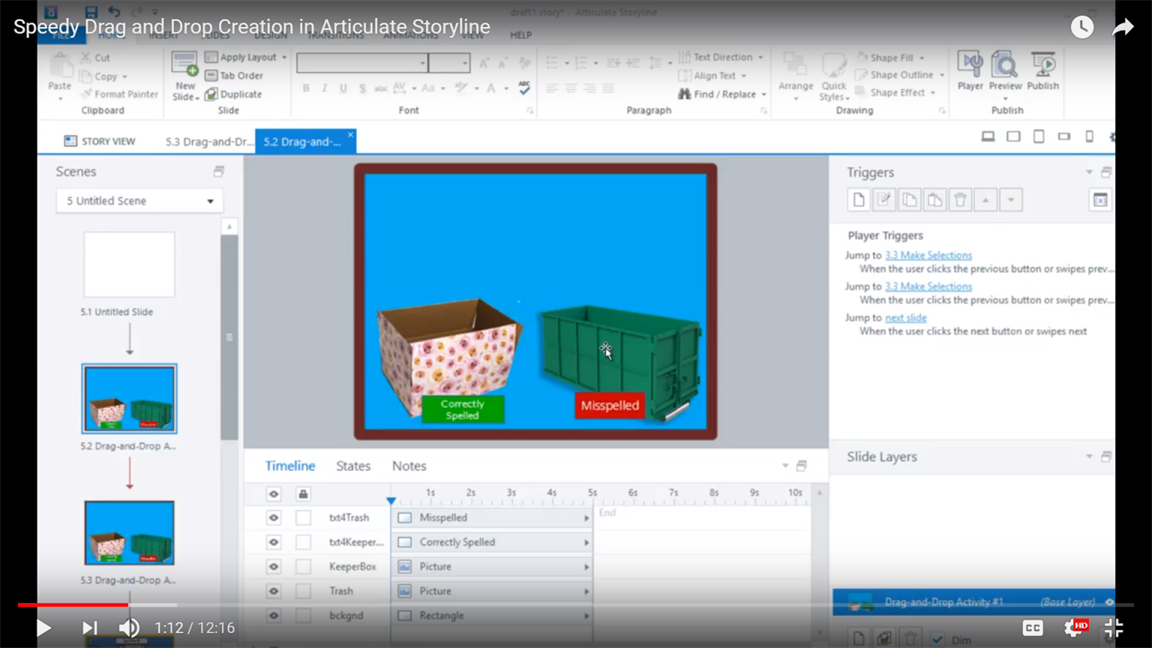 draft1.story* - Articulate Storyline
Speedy Drag and Drop Creation in Articulate Storyline
FILE HOME INSERT SLIDES DESIGN TRANSITIONS ANIMATIONS VIEW HELP
Paste
Cut
Copy
Format Painter
Clipboard
New Slide
Apply Layout
Tab Order
Duplicate
Slide
B I U S abc AV Aa A
Font
Text Direction
Align Text
Find / Replace
Paragraph
Arrange
Quick Styles
Shape Fill
Shape Outline
Shape Effect
Drawing
Player Preview Publish
Publish
STORY VIEW 5.3 Drag-and-Dr... 5.2 Drag-and-...
Scenes
5 Untitled Scene
5.1 Untitled Slide
5.2 Drag-and-Drop A...
5.3 Drag-and-Drop A...
Correctly
Spelled
Misspelled
Triggers
Player Triggers
Jump to 3.3 Make Selections
When the user clicks the previous button or swipes prev...
Jump to 3.3 Make Selections
When the user clicks the previous button or swipes prev...
Jump to next slide
When the user clicks the next button or swipes next
Timeline States Notes
1s 2s 3s 4s 5s 6s 7s 8s 9s 10s
txt4Trash Misspelled End
txt4Keeper... Correctly Spelled
KeeperBox Picture
Trash Picture
bckgnd Rectangle
Slide Layers
Drag-and-Drop Activity #1 (Base Layer)
Dim
1:12 / 12:16
CC
HD